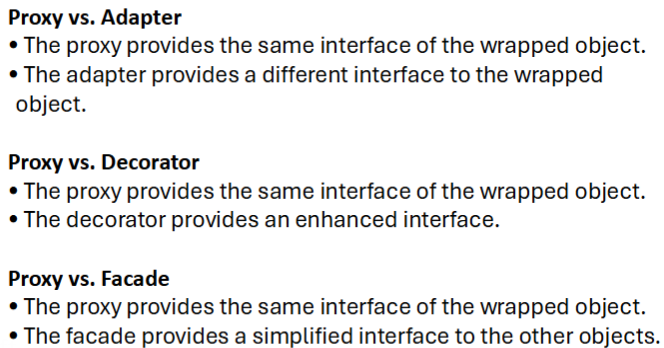 Proxy vs. Adapter
• The proxy provides the same interface of the wrapped object.
• The adapter provides a different interface to the wrapped
object.
Proxy vs. Decorator
• The proxy provides the same interface of the wrapped object.
• The decorator provides an enhanced interface.
Proxy vs. Facade
• The proxy provides the same interface of the wrapped object.
• The facade provides a simplified interface to the other objects.